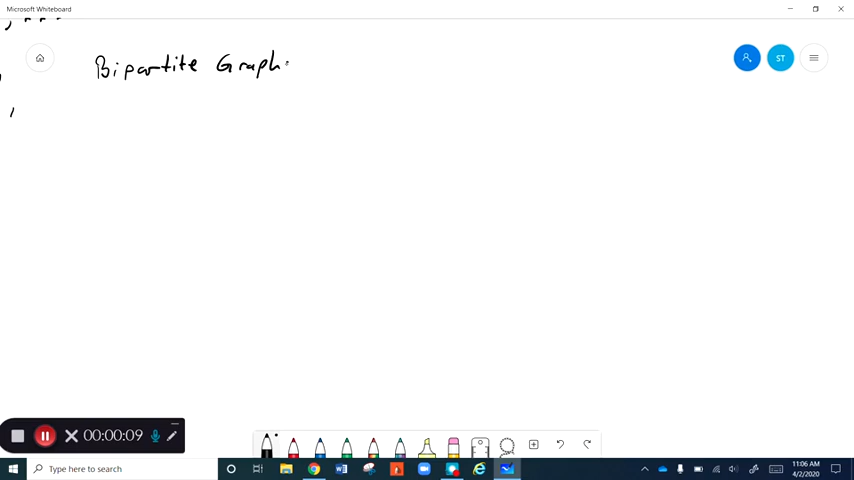 Microsoft Whiteboard
Bipartite Graph
ST
00:00:09
Type here to search
11:06 AM
4/2/2020